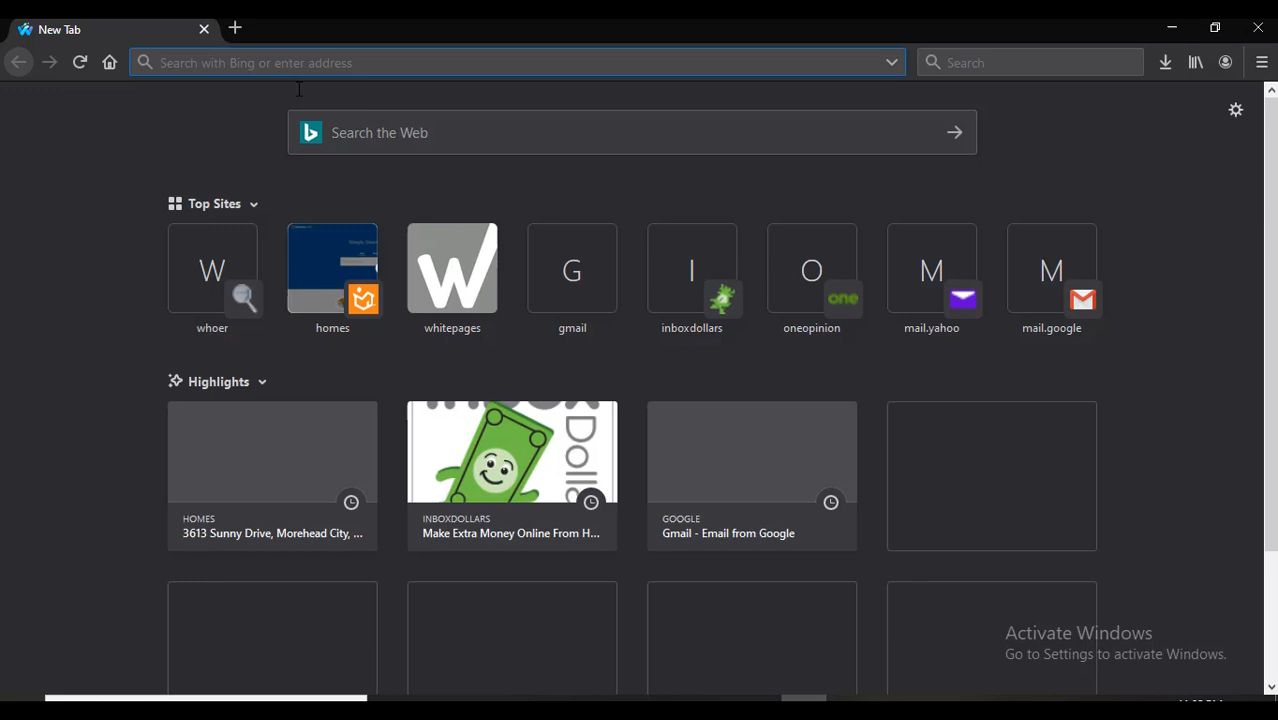 New Tab
Search with Bing or enter address
Search
Search the Web
Top Sites
W
W
G
I
O
one
M
M
whoer
homes
whitepages
gmail
inboxdollars
oneopinion
mail.yahoo
mail.google
Highlights
HOMES
3613 Sunny Drive, Morehead City, ...
INBOXDOLLARS
Make Extra Money Online From H...
GOOGLE
Gmail - Email from Google
Activate Windows
Go to Settings to activate Windows.